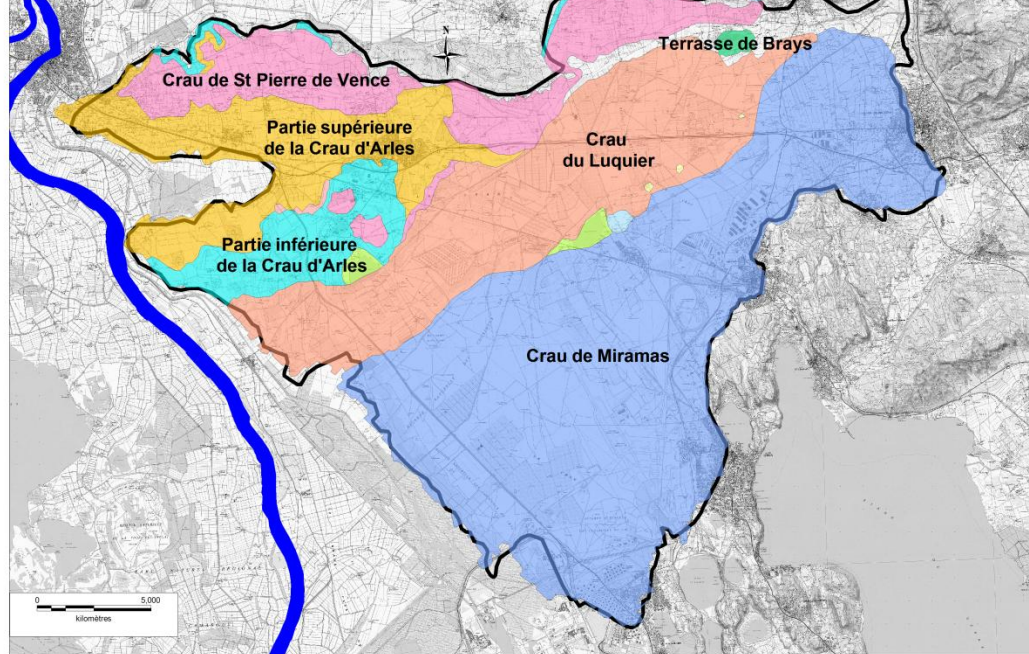 N
Terrasse de Brays
Crau de St Pierre de Vence
Partie supérieure
de la Crau d'Arles
Crau
du Luquier
Partie inférieure
de la Crau d'Arles
Crau de Miramas
0
5,000
kilomètres